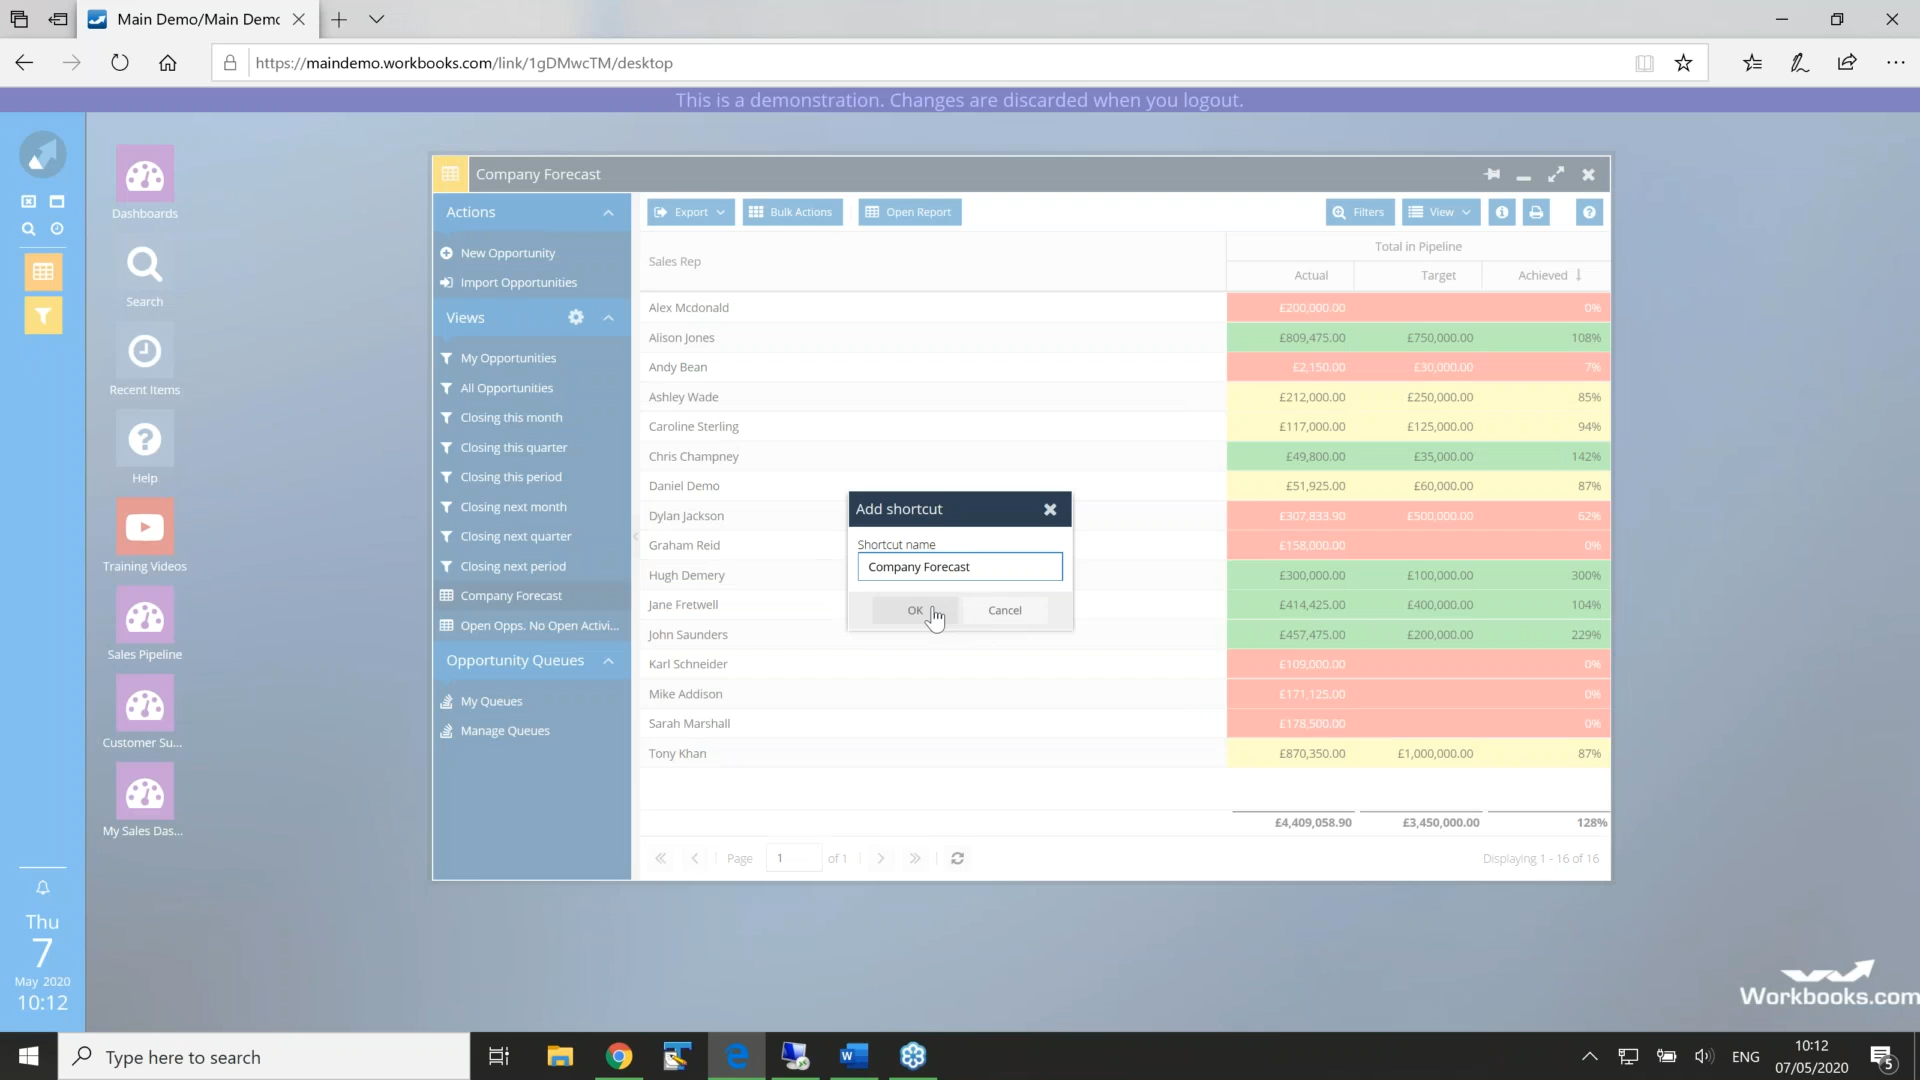 Main Demo/Main Demo
https://maindemo.workbooks.com/link/1gDMwcTM/desktop
This is a demonstration. Changes are discarded when you logout.
Dashboards
Search
Recent Items
Help
Training Videos
Sales Pipeline
Customer Su...
My Sales Das...
Thu
7
May 2020
10:12
Company Forecast
Actions
New Opportunity
Import Opportunities
Views
My Opportunities
All Opportunities
Closing this month
Closing this quarter
Closing this period
Closing next month
Closing next quarter
Closing next period
Company Forecast
Open Opps. No Open Activi...
Opportunity Queues
My Queues
Manage Queues
Export Bulk Actions Open Report Filters View
Total in Pipeline
Sales Rep Actual Target Achieved
Alex Mcdonald £200,000.00 0%
Alison Jones £809,475.00 £750,000.00 108%
Andy Bean £2,150.00 £30,000.00 7%
Ashley Wade £212,000.00 £250,000.00 85%
Caroline Sterling £117,000.00 £125,000.00 94%
Chris Champney £49,800.00 £35,000.00 142%
Daniel Demo £51,925.00 £60,000.00 87%
Dylan Jackson £307,833.90 £500,000.00 62%
Graham Reid £158,000.00 0%
Hugh Demery £300,000.00 £100,000.00 300%
Jane Fretwell £414,425.00 £400,000.00 104%
John Saunders £457,475.00 £200,000.00 229%
Karl Schneider £109,000.00 0%
Mike Addison £171,125.00 0%
Sarah Marshall £178,500.00 0%
Tony Khan £870,350.00 £1,000,000.00 87%
£4,409,058.90 £3,450,000.00 128%
Page 1 of 1 Displaying 1 - 16 of 16
Add shortcut
Shortcut name
Company Forecast
OK Cancel
Workbooks.com
Type here to search
ENG
10:12
07/05/2020
5